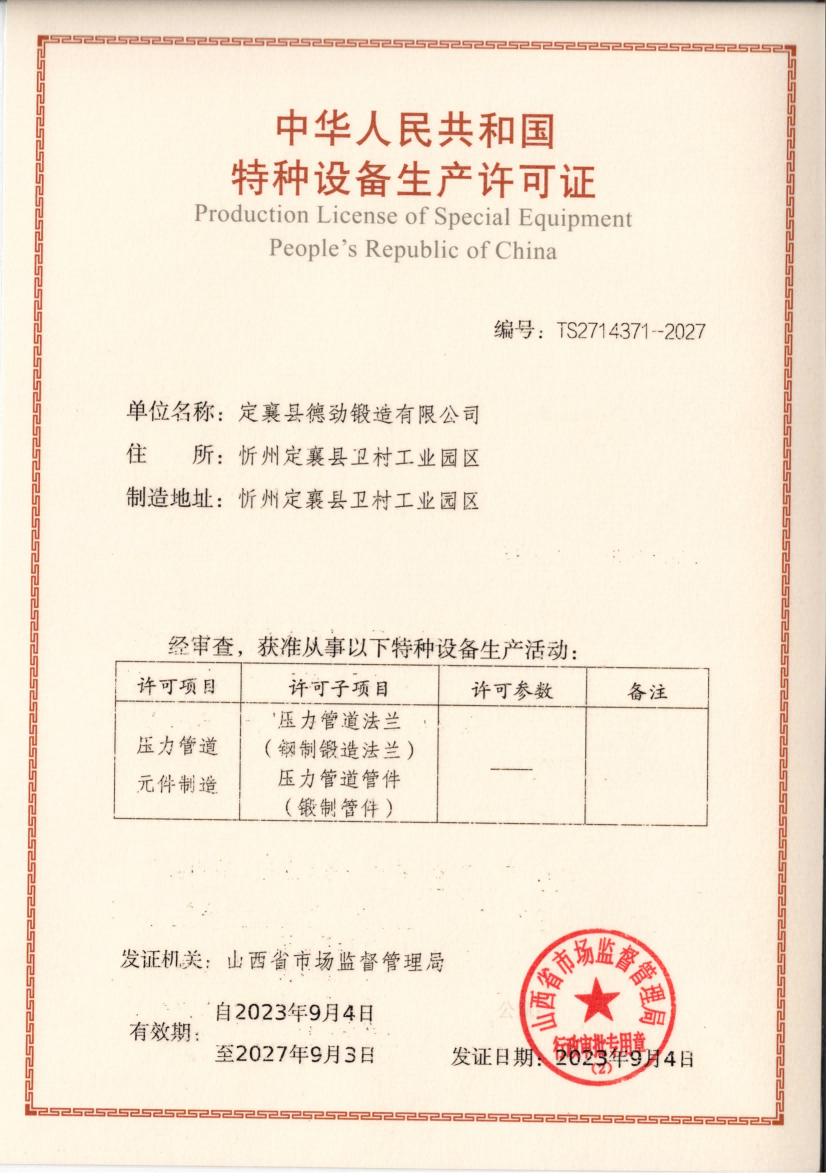 中华人民共和国
特种设备生产许可证
Production License of Special Equipment
People's Republic of China
编号：TS2714371--2027
单位名称：定襄县德劲锻造有限公司
住　　所：忻州定襄县卫村工业园区
制造地址：忻州定襄县卫村工业园区
经审查，获准从事以下特种设备生产活动：
许可项目 许可子项目 许可参数 备注
压力管道
元件制造
压力管道法兰
（钢制锻造法兰）
压力管道管件
（锻制管件）
——
发证机关：山西省市场监督管理局
有效期：
自2023年9月4日
至2027年9月3日
发证日期：2023年9月4日
山西省市场监督管理局
行政审批专用章
(2)